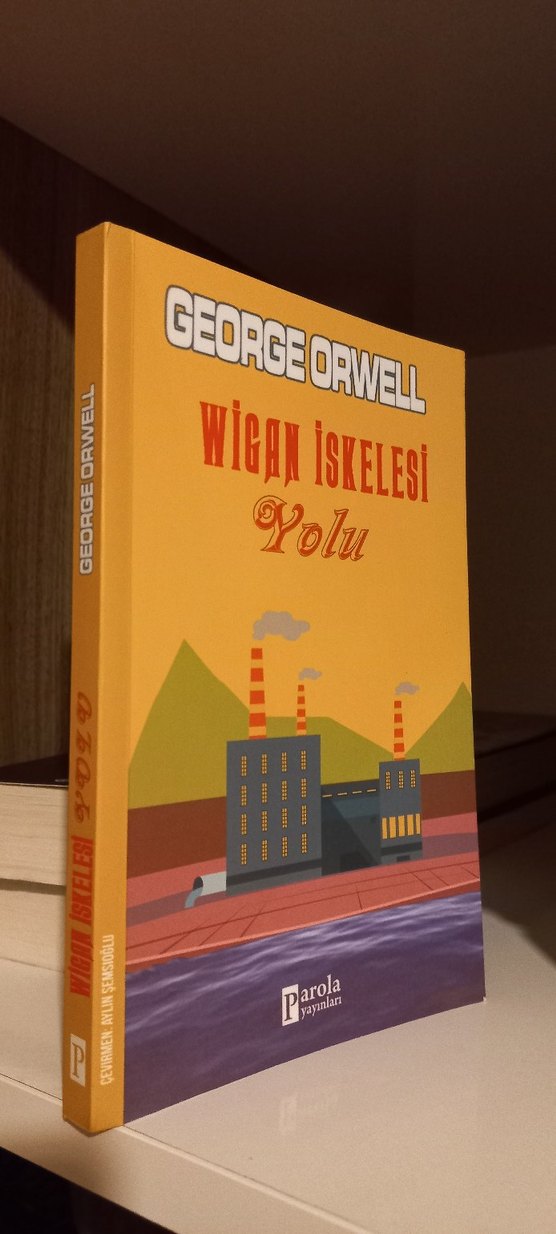 GEORGE ORWELL
WİGAN İSKELESİ
Yolu
Parola
yayınları
GEORGE ORWELL
WİGAN İSKELESİ Yolu
ÇEVİRMEN: AYLİN ŞEMSİOĞLU
P